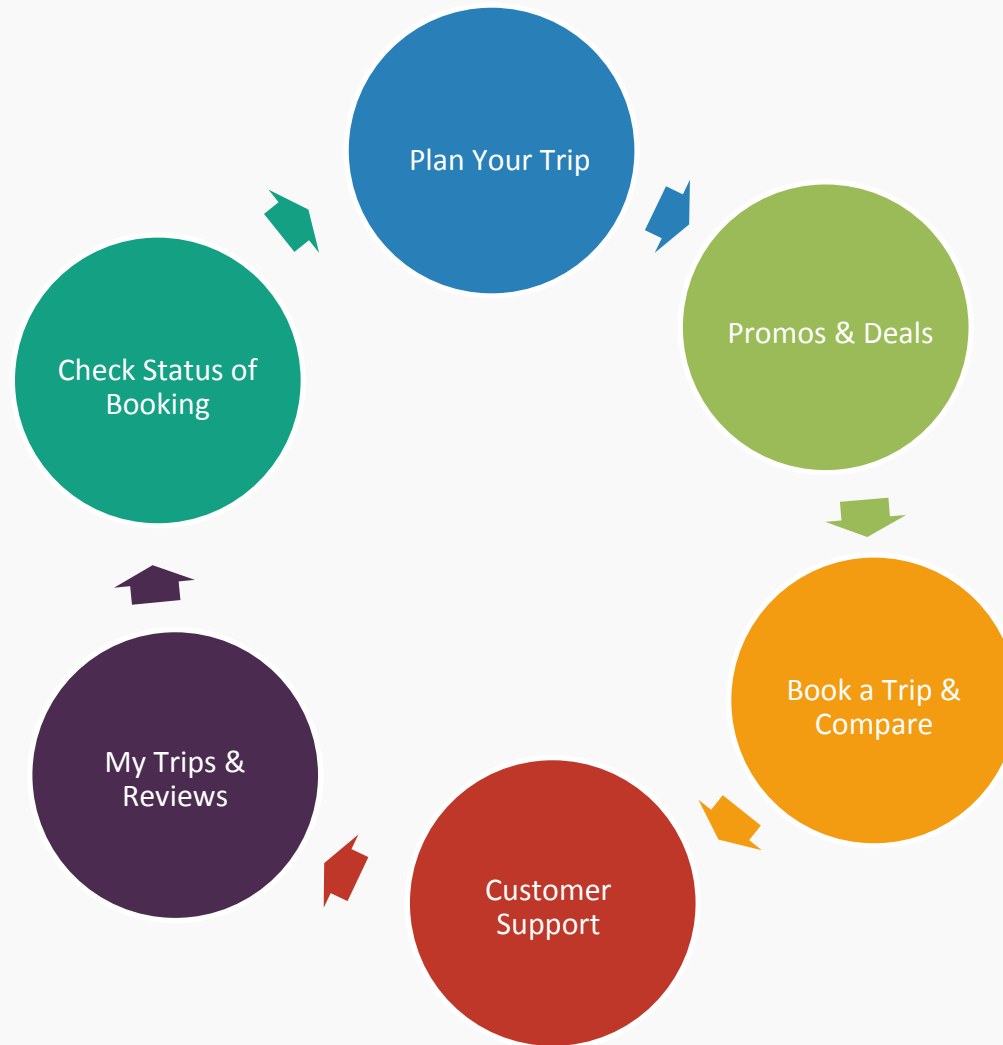 Plan Your Trip
Promos & Deals
Book a Trip &
Compare
Customer
Support
My Trips &
Reviews
Check Status of
Booking